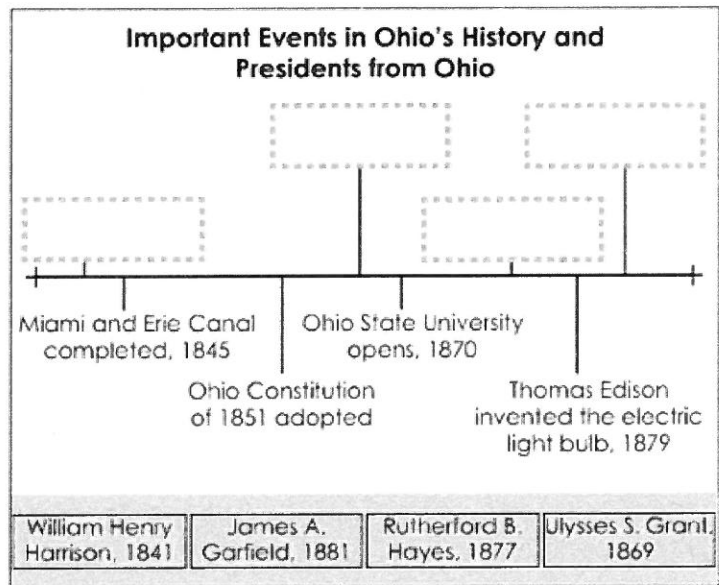 Important Events in Ohio's History and
Presidents from Ohio
Miami and Erie Canal
completed, 1845
Ohio State University
opens, 1870
Ohio Constitution
of 1851 adopted
Thomas Edison
invented the electric
light bulb, 1879
William Henry
Harrison, 1841
James A.
Garfield, 1881
Rutherford B.
Hayes, 1877
Ulysses S. Grant,
1869